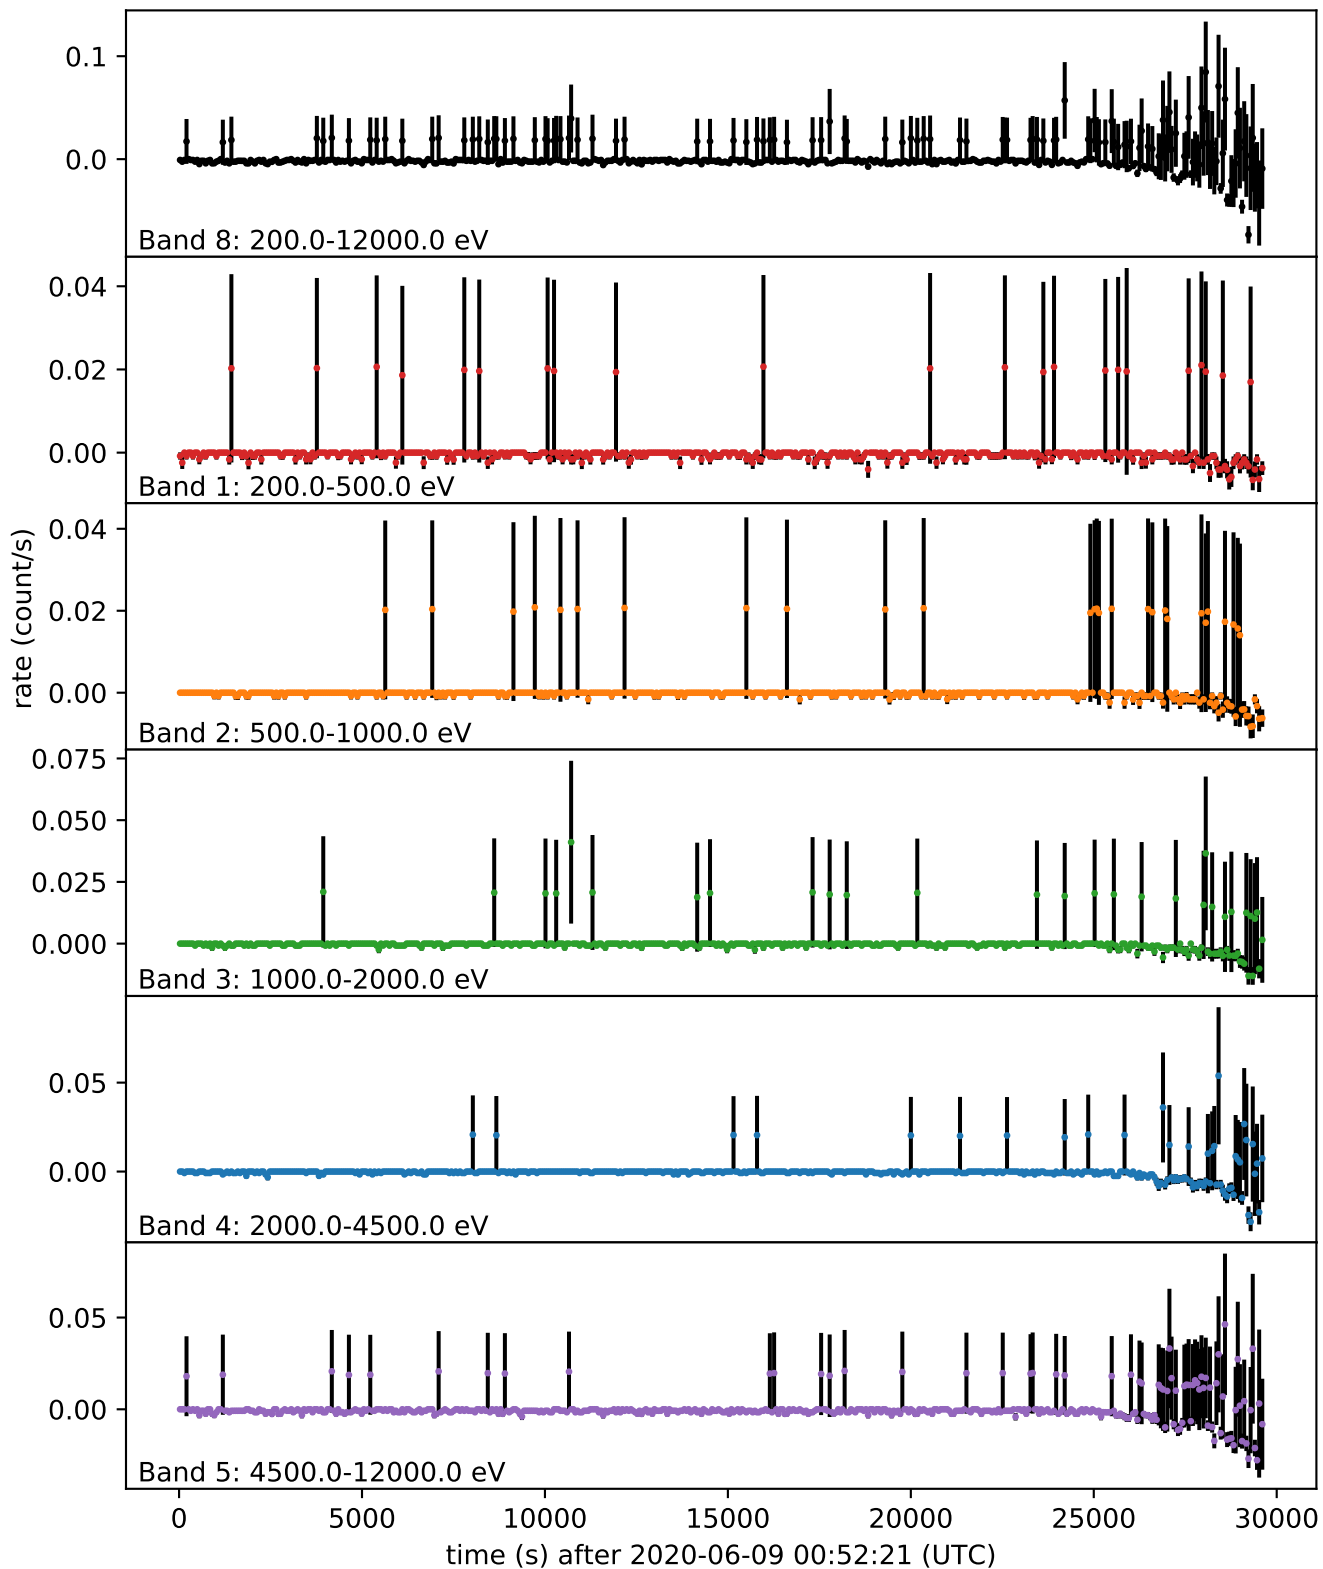 0.1
0.0
Band 8: 200.0-12000.0 eV
0.04
0.02
0.00
Band 1: 200.0-500.0 eV
0.04
0.02
0.00
Band 2: 500.0-1000.0 eV
rate (count/s)
0.075
0.050
0.025
0.000
Band 3: 1000.0-2000.0 eV
0.05
0.00
Band 4: 2000.0-4500.0 eV
0.05
0.00
Band 5: 4500.0-12000.0 eV
0 5000 10000 15000 20000 25000 30000
time (s) after 2020-06-09 00:52:21 (UTC)